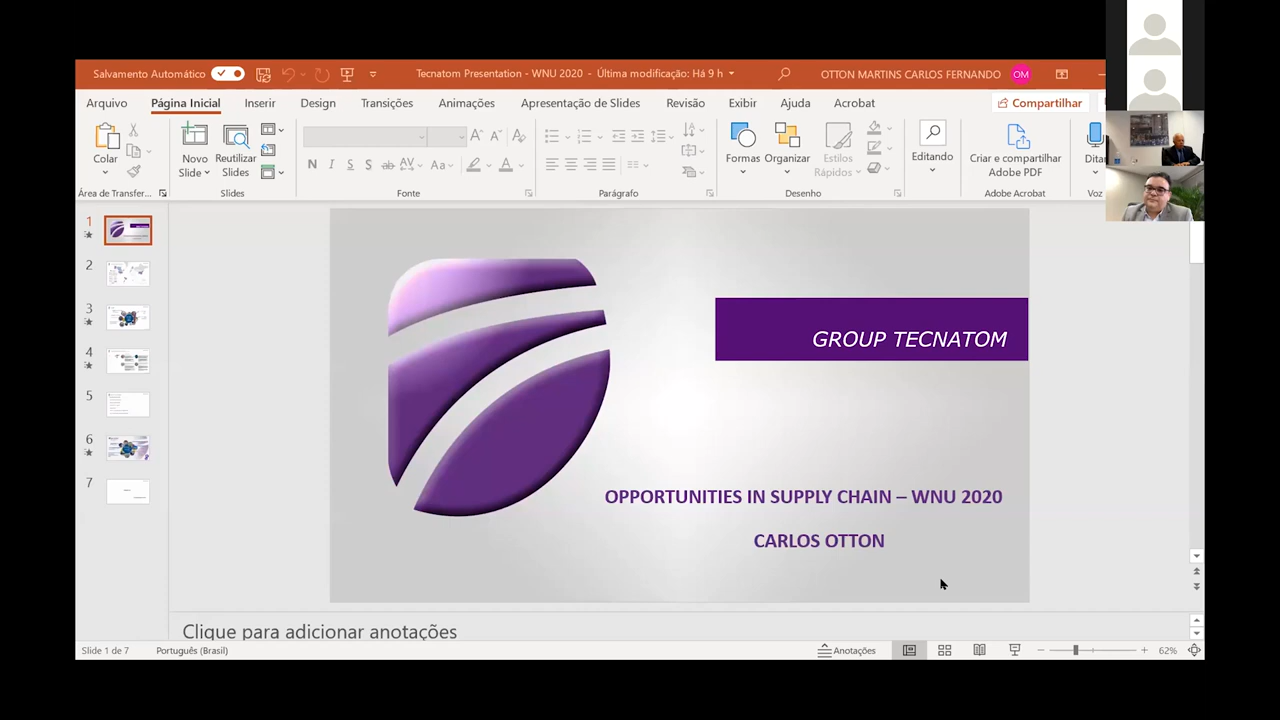 Salvamento Automático
Tecnatom Presentation - WNU 2020 - Última modificação: Há 9 h
OTTON MARTINS CARLOS FERNANDO
OM
Arquivo
Página Inicial
Inserir
Design
Transições
Animações
Apresentação de Slides
Revisão
Exibir
Ajuda
Acrobat
Compartilhar
Colar
Novo
Slide
Reutilizar
Slides
N I S S ab AV Aa A
Formas
Organizar
Estilos
Rápidos
Editando
Criar e compartilhar
Adobe PDF
Ditar
Área de Transfer...
Slides
Fonte
Parágrafo
Desenho
Adobe Acrobat
Voz
1
2
3
4
5
6
7
GROUP TECNATOM
OPPORTUNITIES IN SUPPLY CHAIN – WNU 2020
CARLOS OTTON
Clique para adicionar anotações
Slide 1 de 7
Português (Brasil)
Anotações
62%